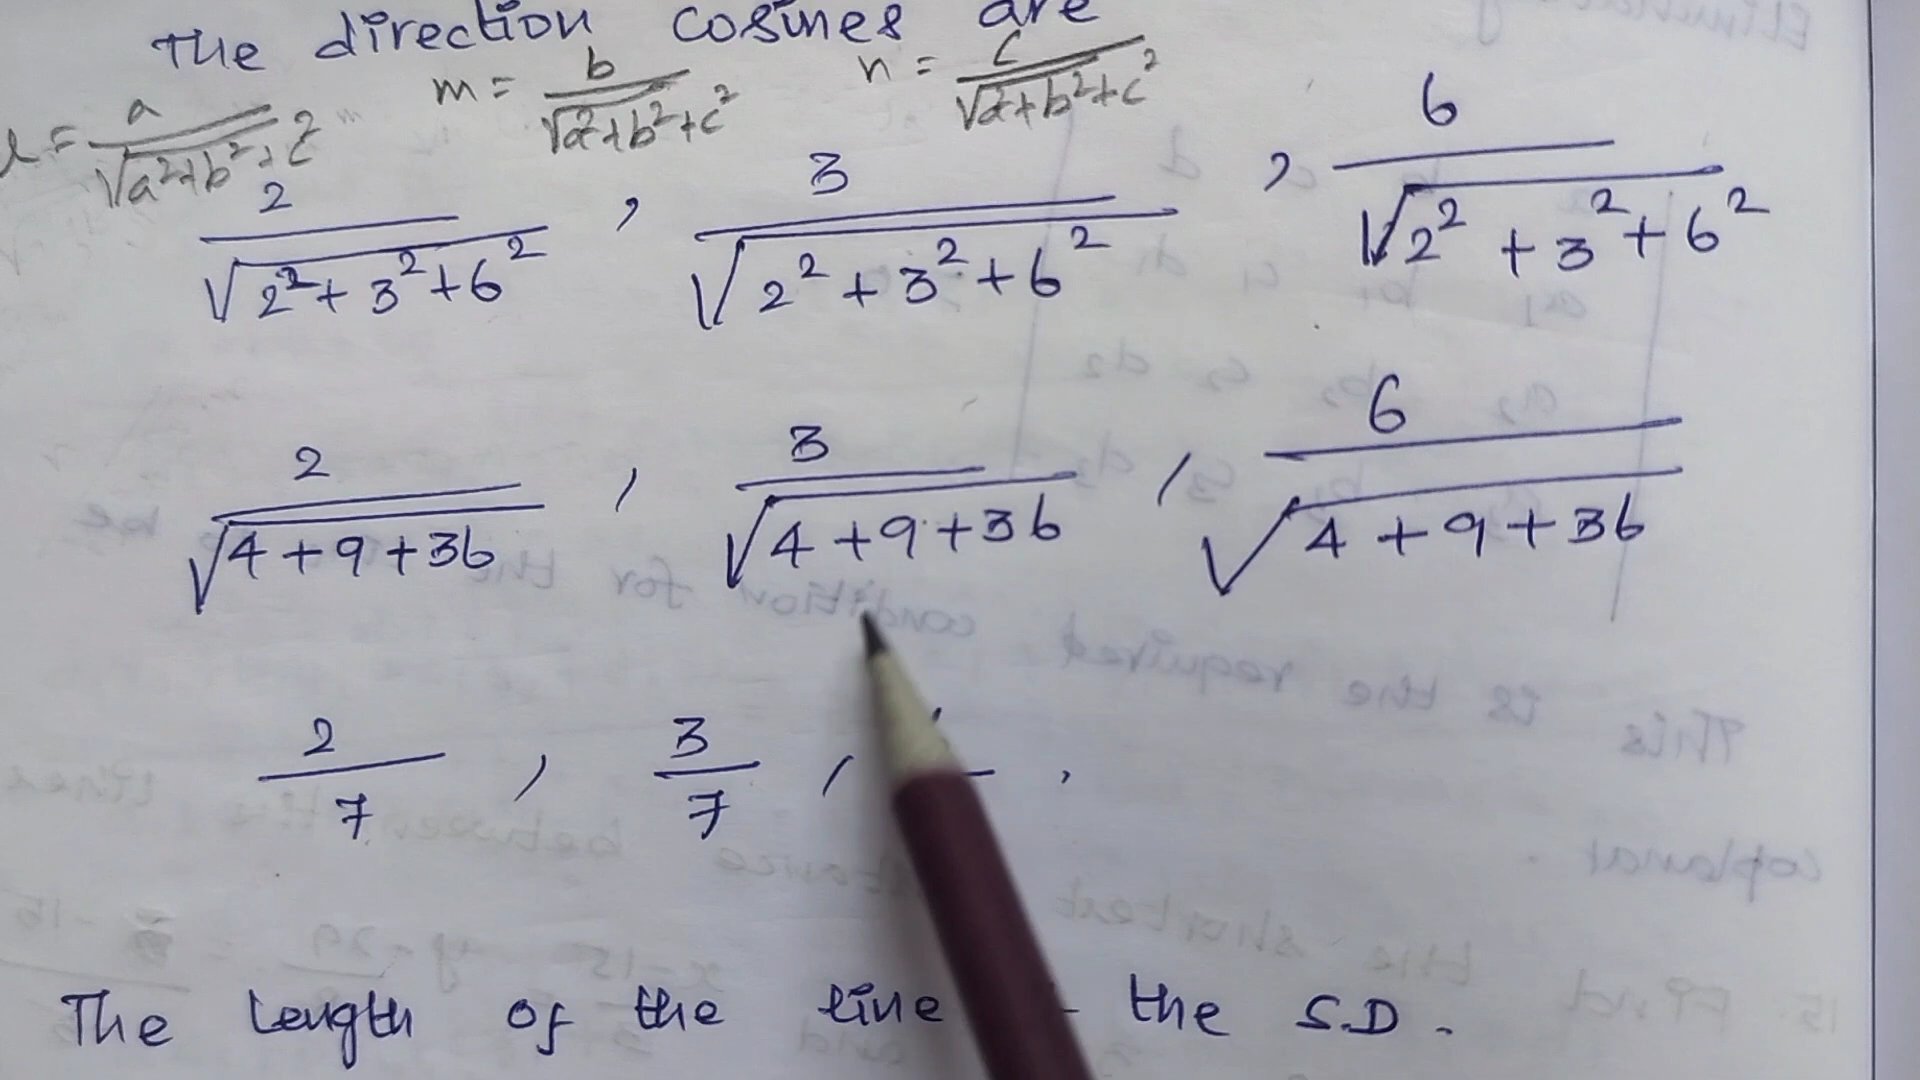 The direction cosines are
l = a/√(a²+b²+c²) m = b/√(a²+b²+c²) n = c/√(a²+b²+c²)
2/√(2²+3²+6²) , 3/√(2²+3²+6²) , 6/√(2²+3²+6²)
2/√(4+9+36) , 3/√(4+9+36) , 6/√(4+9+36)
2/7 , 3/7 ,
The length of the line the S.D.